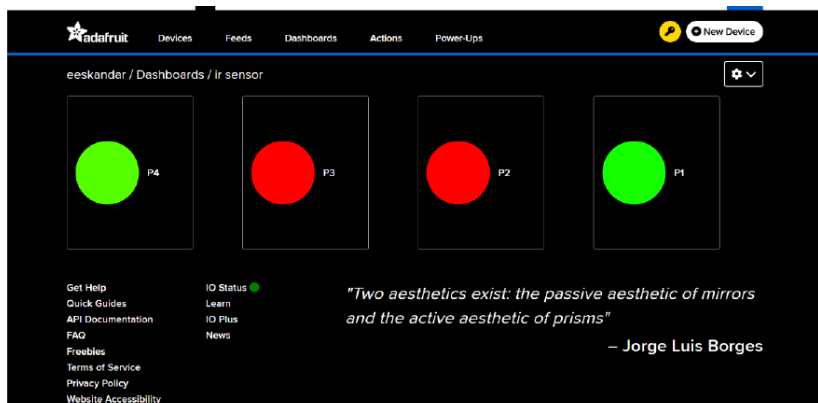 adafruit Devices Feeds Dashboards Actions Power-Ups New Device
eeskandar / Dashboards / ir sensor
P4 P3 P2 P1
Get Help
Quick Guides
API Documentation
FAQ
Freebies
Terms of Service
Privacy Policy
Website Accessibility
IO Status
Learn
IO Plus
News
"Two aesthetics exist: the passive aesthetic of mirrors
and the active aesthetic of prisms"
– Jorge Luis Borges